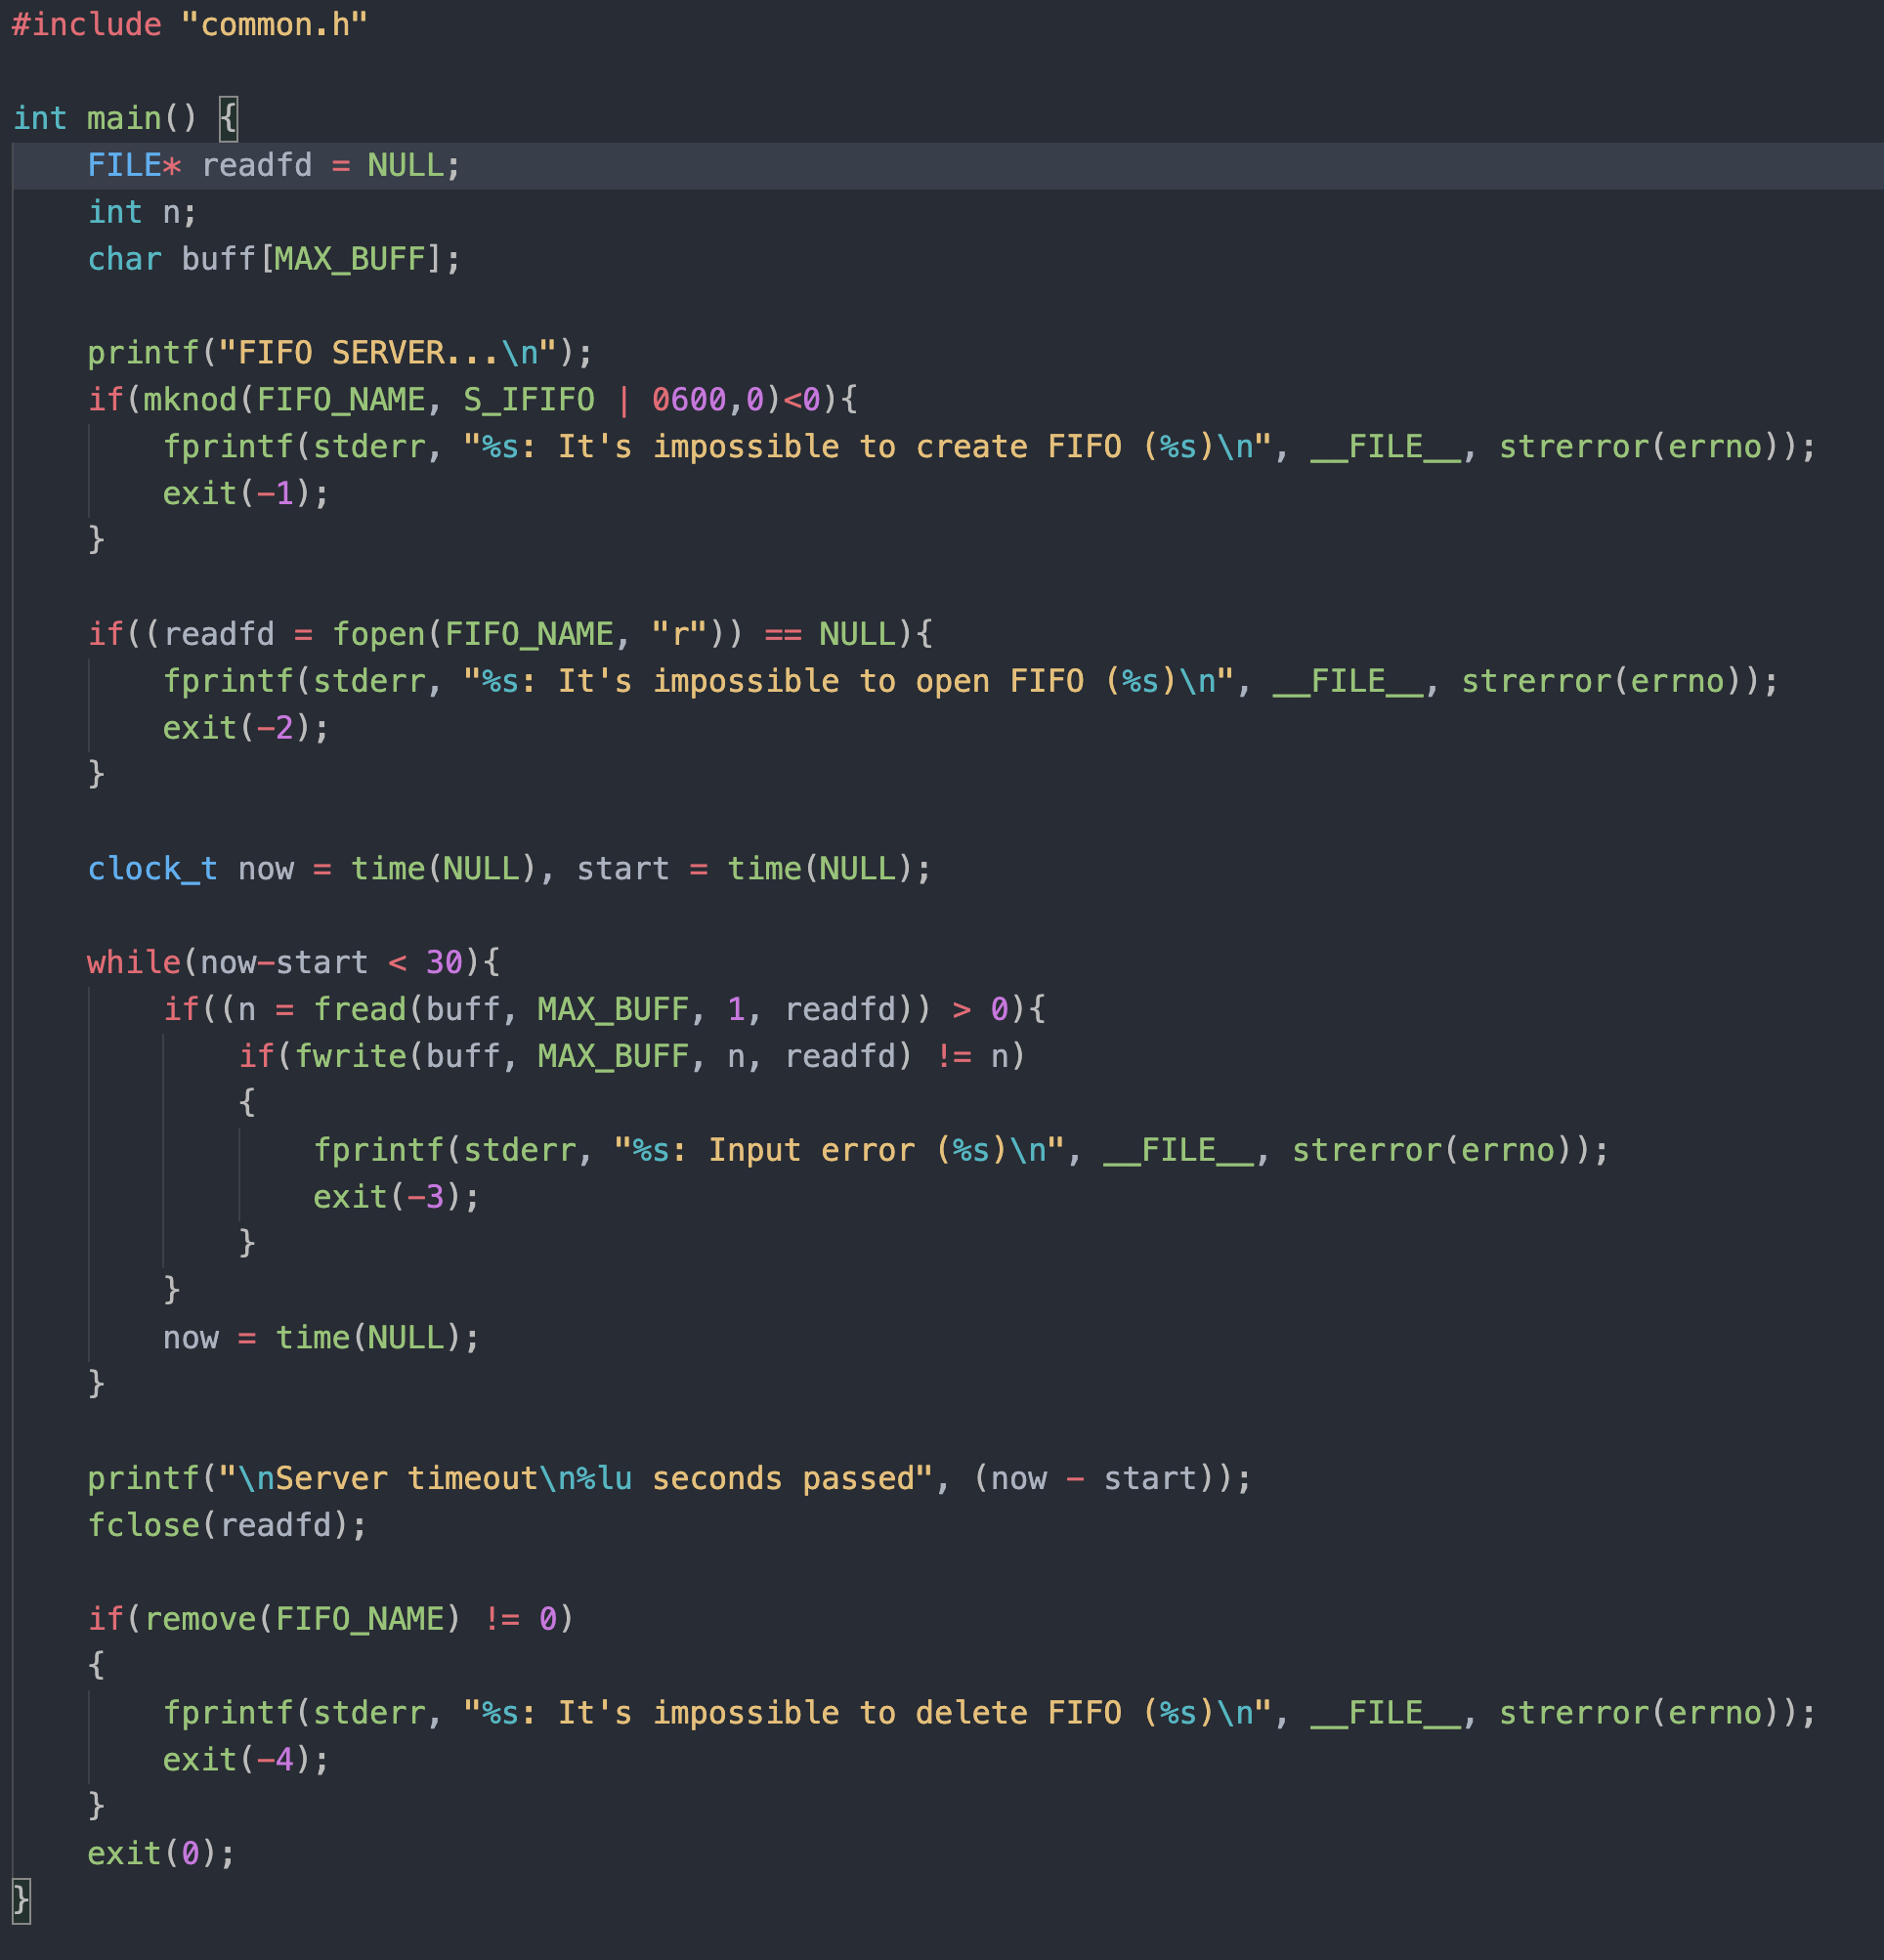 #include "common.h"
int main() {
    FILE* readfd = NULL;
    int n;
    char buff[MAX_BUFF];
    printf("FIFO SERVER...\n");
    if(mknod(FIFO_NAME, S_IFIFO | 0600,0)<0){
        fprintf(stderr, "%s: It's impossible to create FIFO (%s)\n", __FILE__, strerror(errno));
        exit(-1);
    }
    if((readfd = fopen(FIFO_NAME, "r")) == NULL){
        fprintf(stderr, "%s: It's impossible to open FIFO (%s)\n", __FILE__, strerror(errno));
        exit(-2);
    }
    clock_t now = time(NULL), start = time(NULL);
    while(now-start < 30){
        if((n = fread(buff, MAX_BUFF, 1, readfd)) > 0){
            if(fwrite(buff, MAX_BUFF, n, readfd) != n)
            {
                fprintf(stderr, "%s: Input error (%s)\n", __FILE__, strerror(errno));
                exit(-3);
            }
        }
        now = time(NULL);
    }
    printf("\nServer timeout\n%lu seconds passed", (now - start));
    fclose(readfd);
    if(remove(FIFO_NAME) != 0)
    {
        fprintf(stderr, "%s: It's impossible to delete FIFO (%s)\n", __FILE__, strerror(errno));
        exit(-4);
    }
    exit(0);
}